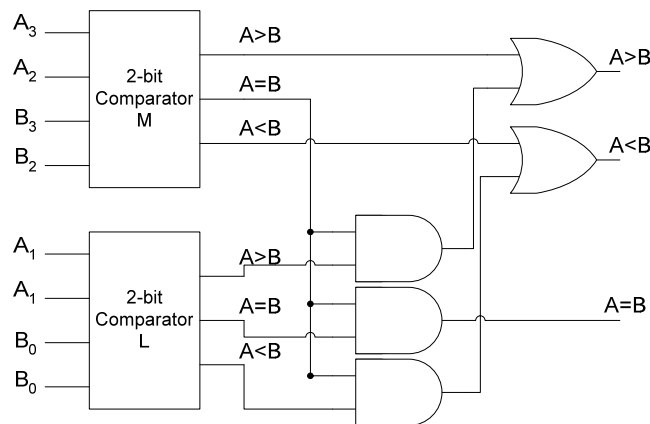 A3
A2
B3
B2
2-bit
Comparator
M
A>B
A=B
A<B
A>B
A<B
A1
A1
B0
B0
2-bit
Comparator
L
A>B
A=B
A<B
A=B